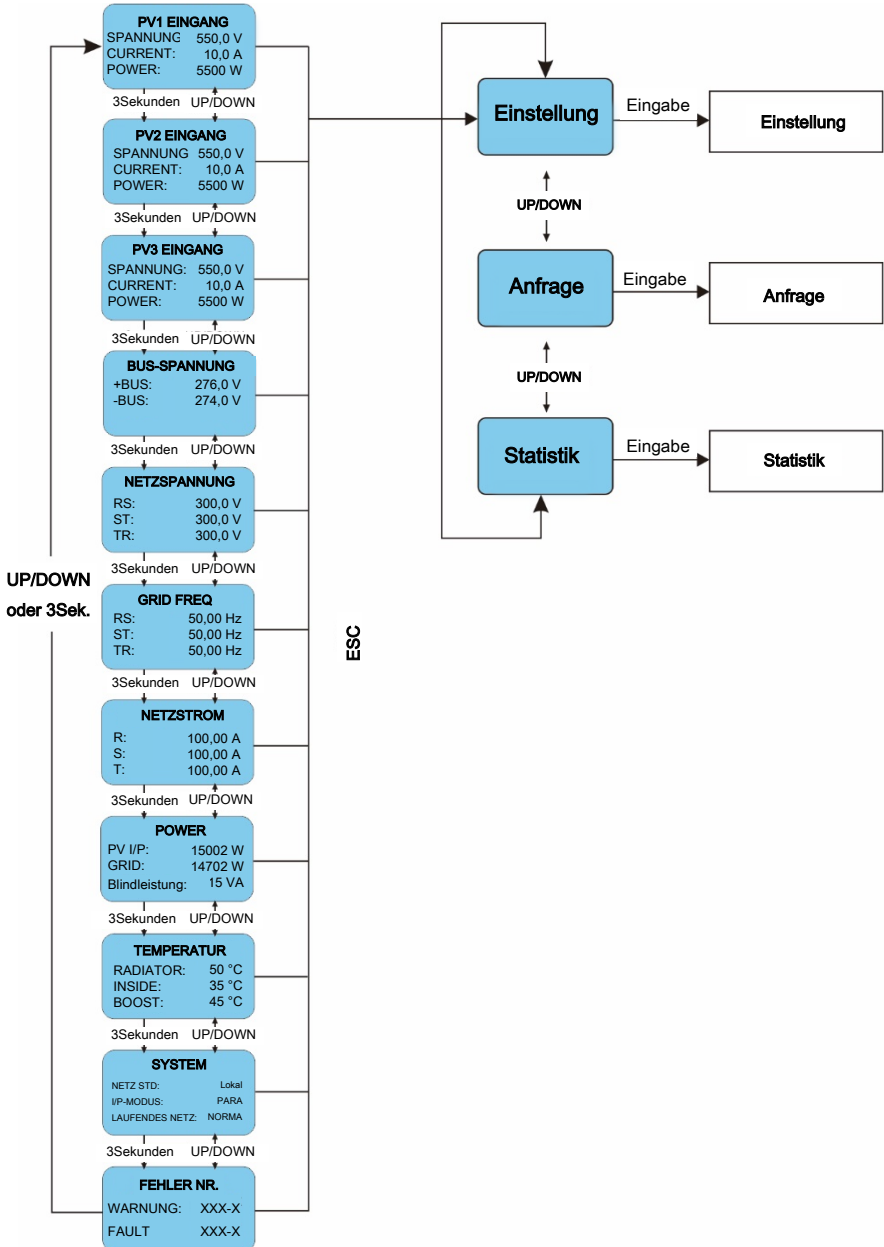 PV1 EINGANG
SPANNUNG 550,0 V
CURRENT: 10,0 A
POWER: 5500 W
3Sekunden UP/DOWN
PV2 EINGANG
SPANNUNG 550,0 V
CURRENT: 10,0 A
POWER: 5500 W
3Sekunden UP/DOWN
PV3 EINGANG
SPANNUNG: 550,0 V
CURRENT: 10,0 A
POWER: 5500 W
3Sekunden UP/DOWN
BUS-SPANNUNG
+BUS: 276,0 V
-BUS: 274,0 V
3Sekunden UP/DOWN
NETZSPANNUNG
RS: 300,0 V
ST: 300,0 V
TR: 300,0 V
3Sekunden UP/DOWN
GRID FREQ
RS: 50,00 Hz
ST: 50,00 Hz
TR: 50,00 Hz
3Sekunden UP/DOWN
NETZSTROM
R: 100,00 A
S: 100,00 A
T: 100,00 A
3Sekunden UP/DOWN
POWER
PV I/P: 15002 W
GRID: 14702 W
Blindleistung: 15 VA
3Sekunden UP/DOWN
TEMPERATUR
RADIATOR: 50 °C
INSIDE: 35 °C
BOOST: 45 °C
3Sekunden UP/DOWN
SYSTEM
NETZ STD: Lokal
I/P-MODUS: PARA
LAUFENDES NETZ: NORMA
3Sekunden UP/DOWN
FEHLER NR.
WARNUNG: XXX-X
FAULT XXX-X
UP/DOWN
oder 3Sek.
ESC
Einstellung
Eingabe
Einstellung
UP/DOWN
Anfrage
Eingabe
Anfrage
UP/DOWN
Statistik
Eingabe
Statistik